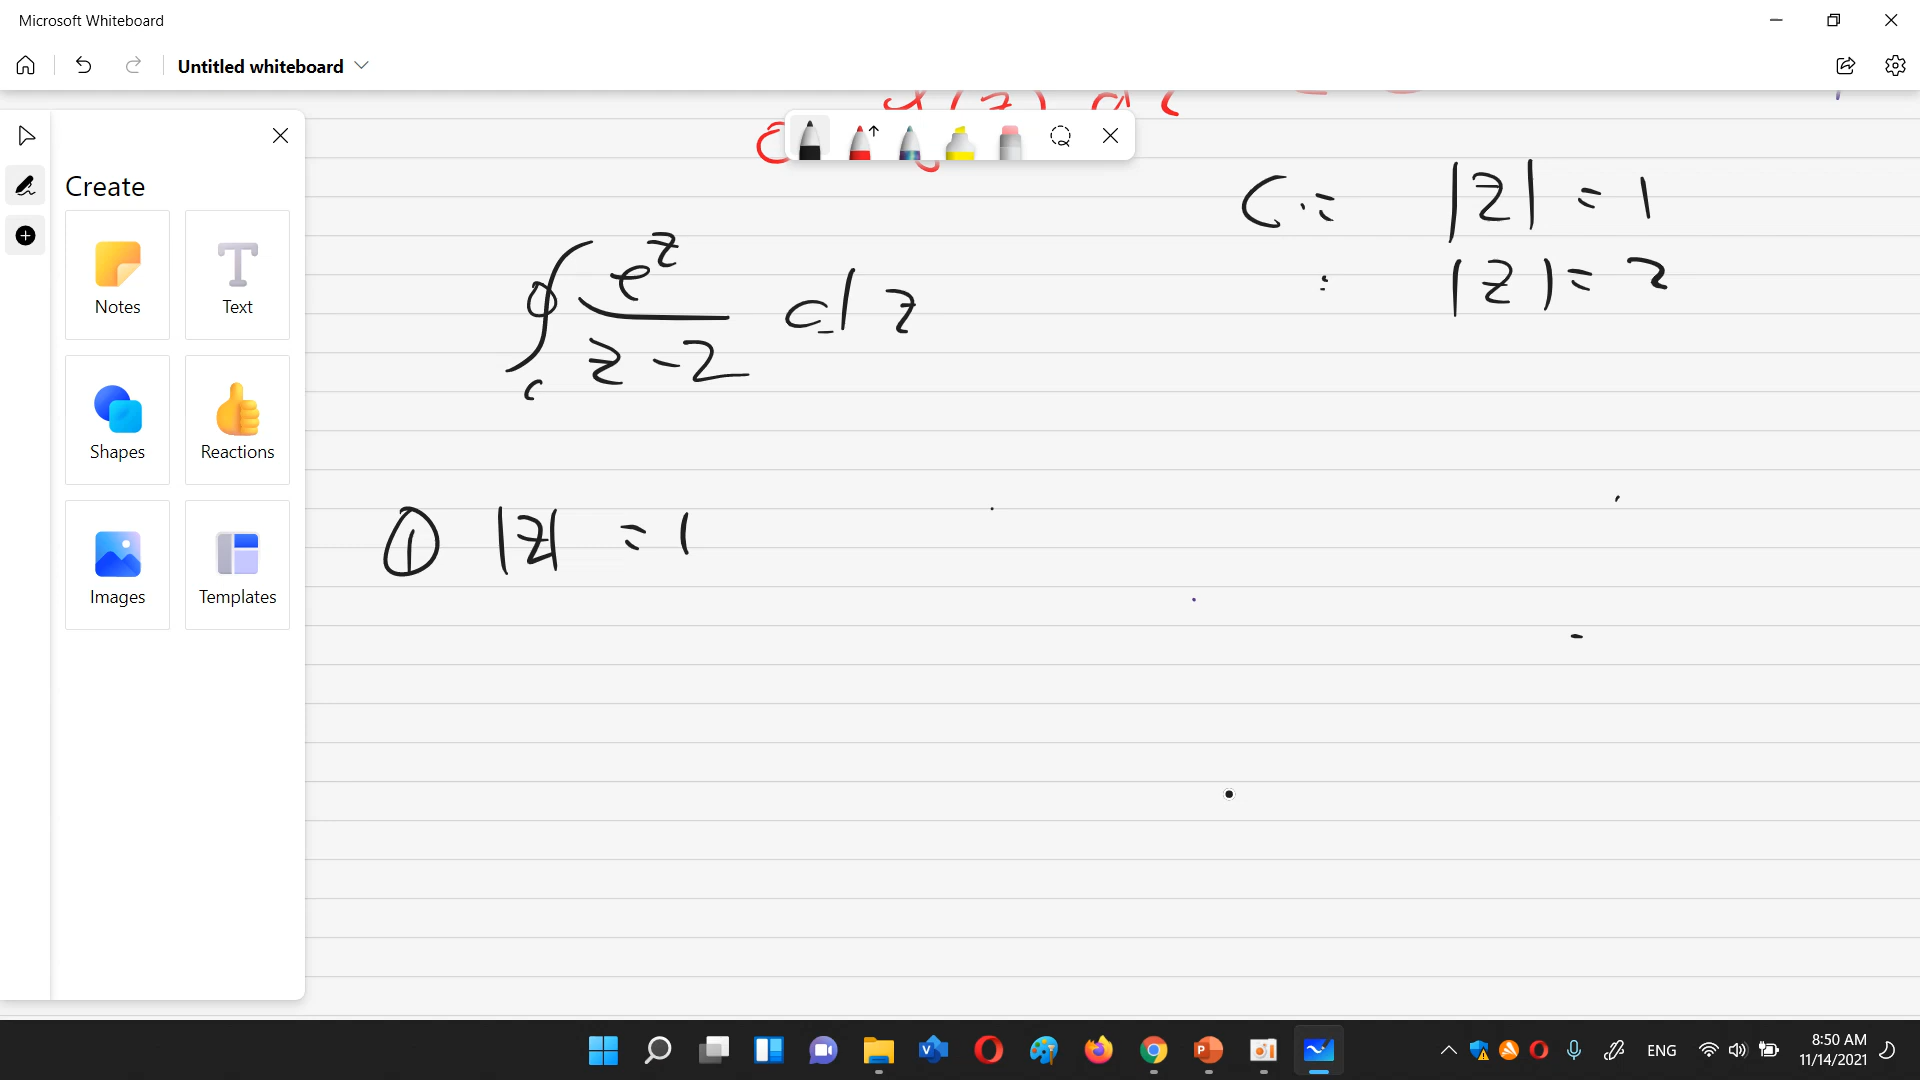 Microsoft Whiteboard
Untitled whiteboard
Create
Notes
Text
Shapes
Reactions
Images
Templates
C := |z| = 1
: |z| = 2
∮c e^z / z - 2 dz
① |z| = 1
ENG
8:50 AM
11/14/2021